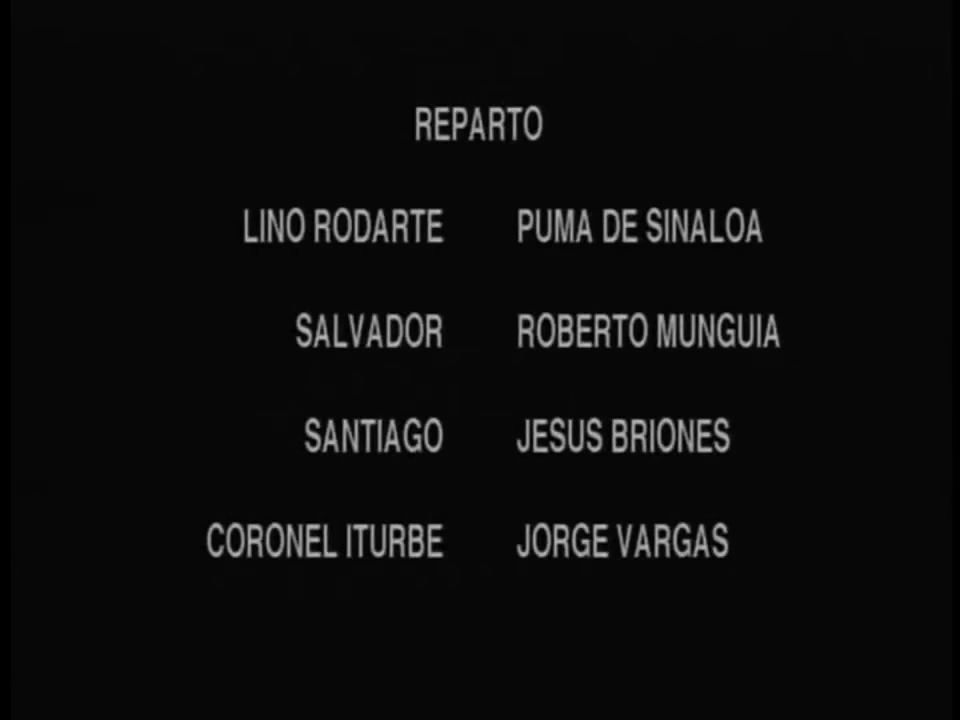 REPARTO
LINO RODARTE PUMA DE SINALOA
SALVADOR ROBERTO MUNGUIA
SANTIAGO JESUS BRIONES
CORONEL ITURBE JORGE VARGAS